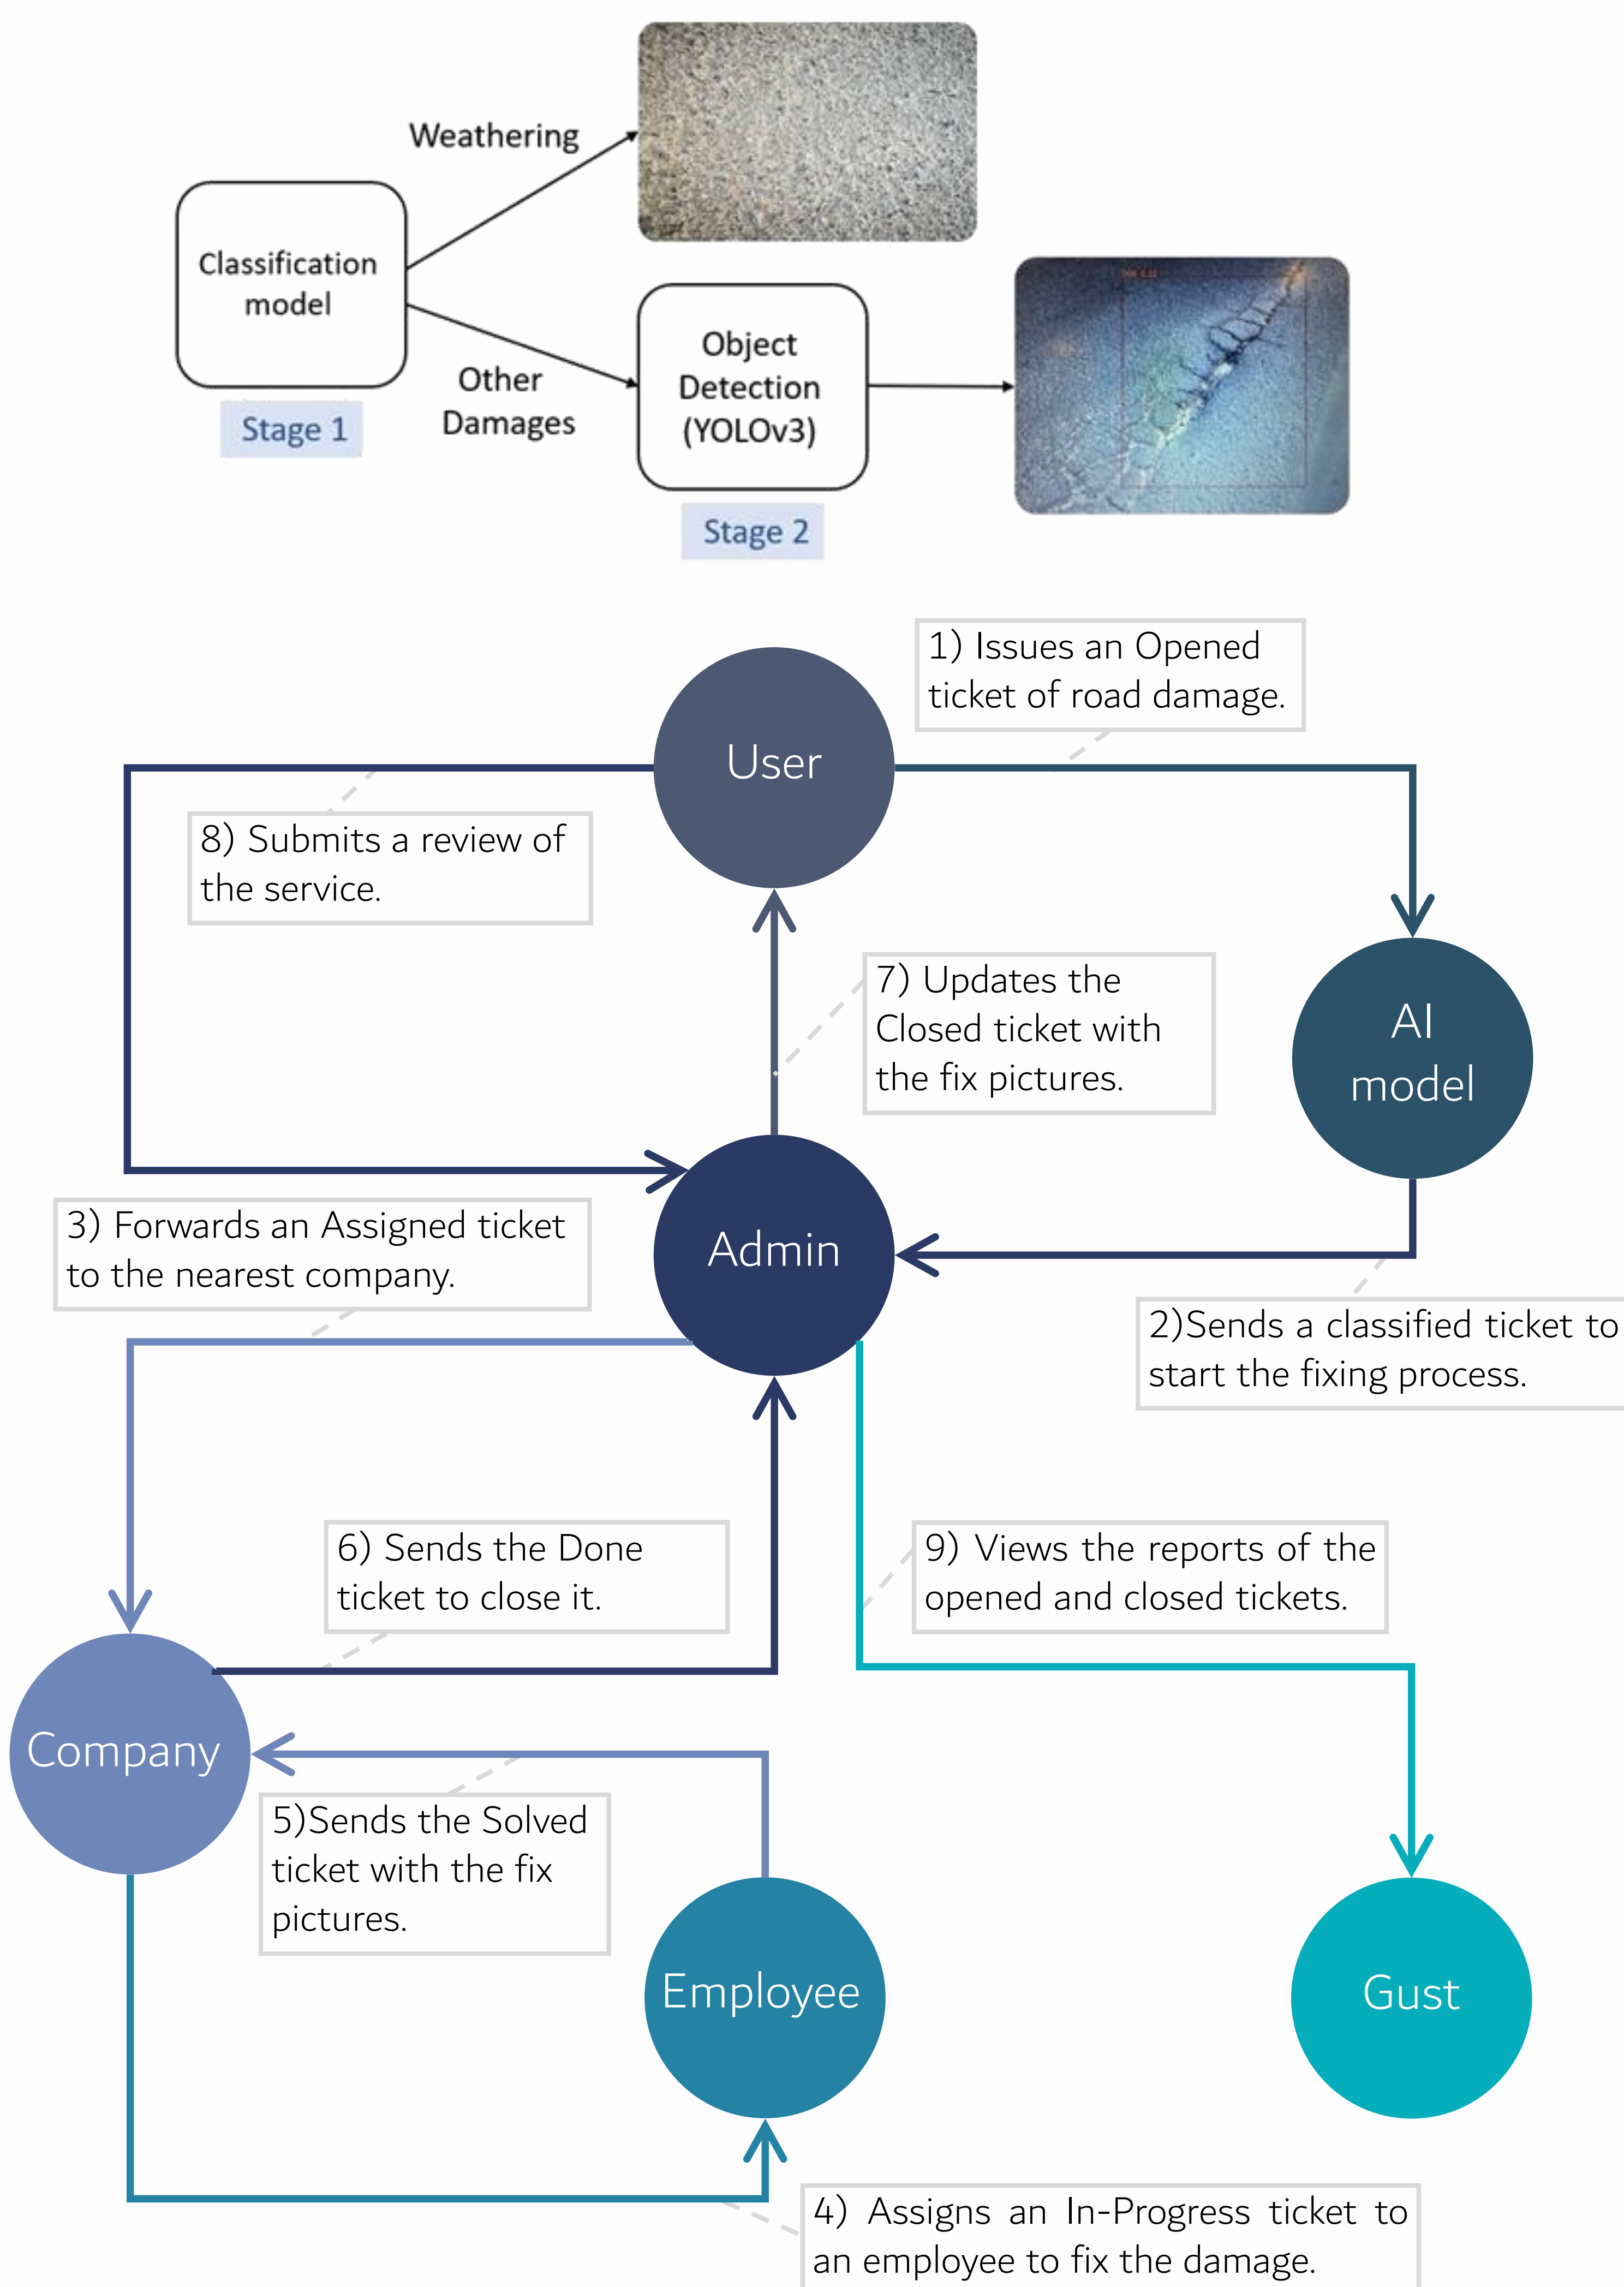 Weathering
Classification
model
Stage 1
Other
Damages
Object
Detection
(YOLOv3)
Stage 2
1) Issues an Opened
ticket of road damage.
User
8) Submits a review of
the service.
7) Updates the
Closed ticket with
the fix pictures.
AI
model
3) Forwards an Assigned ticket
to the nearest company.
Admin
2)Sends a classified ticket to
start the fixing process.
6) Sends the Done
ticket to close it.
9) Views the reports of the
opened and closed tickets.
Company
5)Sends the Solved
ticket with the fix
pictures.
Employee
Gust
4) Assigns an In-Progress ticket to
an employee to fix the damage.